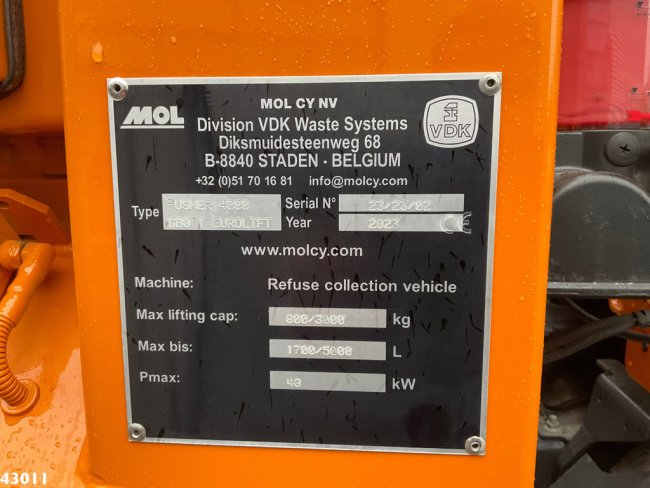 MOL
MOL CY NV
Division VDK Waste Systems
Diksmuidesteenweg 68
B-8840 STADEN - BELGIUM
+32 (0)51 70 16 81 info@molcy.com
VDK
Type PUSHER 4000 Serial N° 23/23/02
CB011 EUROLIFT Year 2023 CE
www.molcy.com
Machine: Refuse collection vehicle
Max lifting cap: 800/3000 kg
Max bis: 1700/5000 L
Pmax: 43 kW
43011